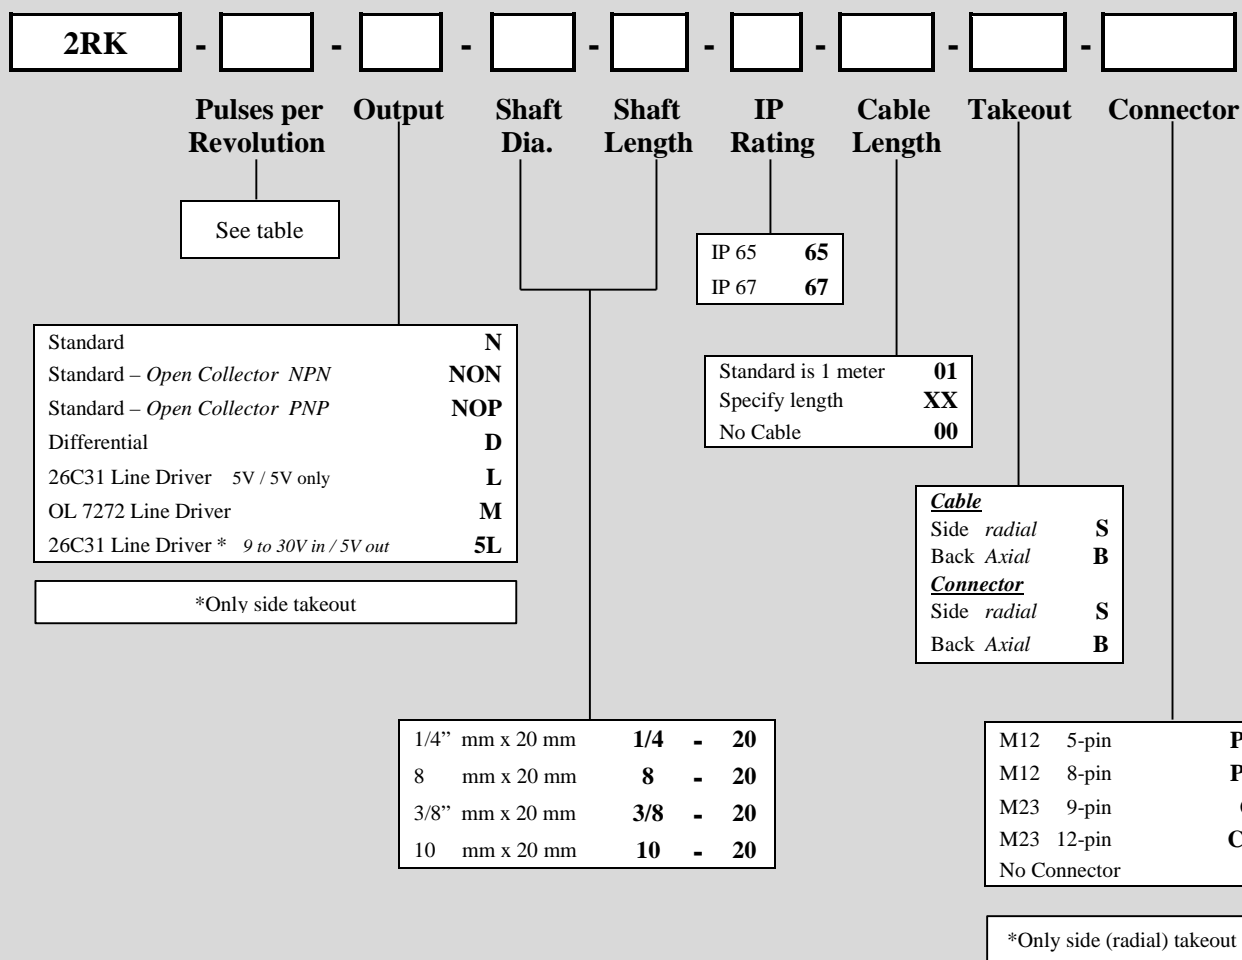 2RK - - - - - - - -
Pulses per Revolution
Output
Shaft Dia.
Shaft Length
IP Rating
Cable Length
Takeout
Connector
See table
IP 65 65
IP 67 67
Standard N
Standard – Open Collector NPN NON
Standard – Open Collector PNP NOP
Differential D
26C31 Line Driver 5V / 5V only L
OL 7272 Line Driver M
26C31 Line Driver * 9 to 30V in / 5V out 5L
*Only side takeout
Standard is 1 meter 01
Specify length XX
No Cable 00
Cable
Side radial S
Back Axial B
Connector
Side radial S
Back Axial B
1/4” mm x 20 mm 1/4 - 20
8 mm x 20 mm 8 - 20
3/8” mm x 20 mm 3/8 - 20
10 mm x 20 mm 10 - 20
M12 5-pin
M12 8-pin
M23 9-pin
M23 12-pin
No Connector
*Only side (radial) takeout